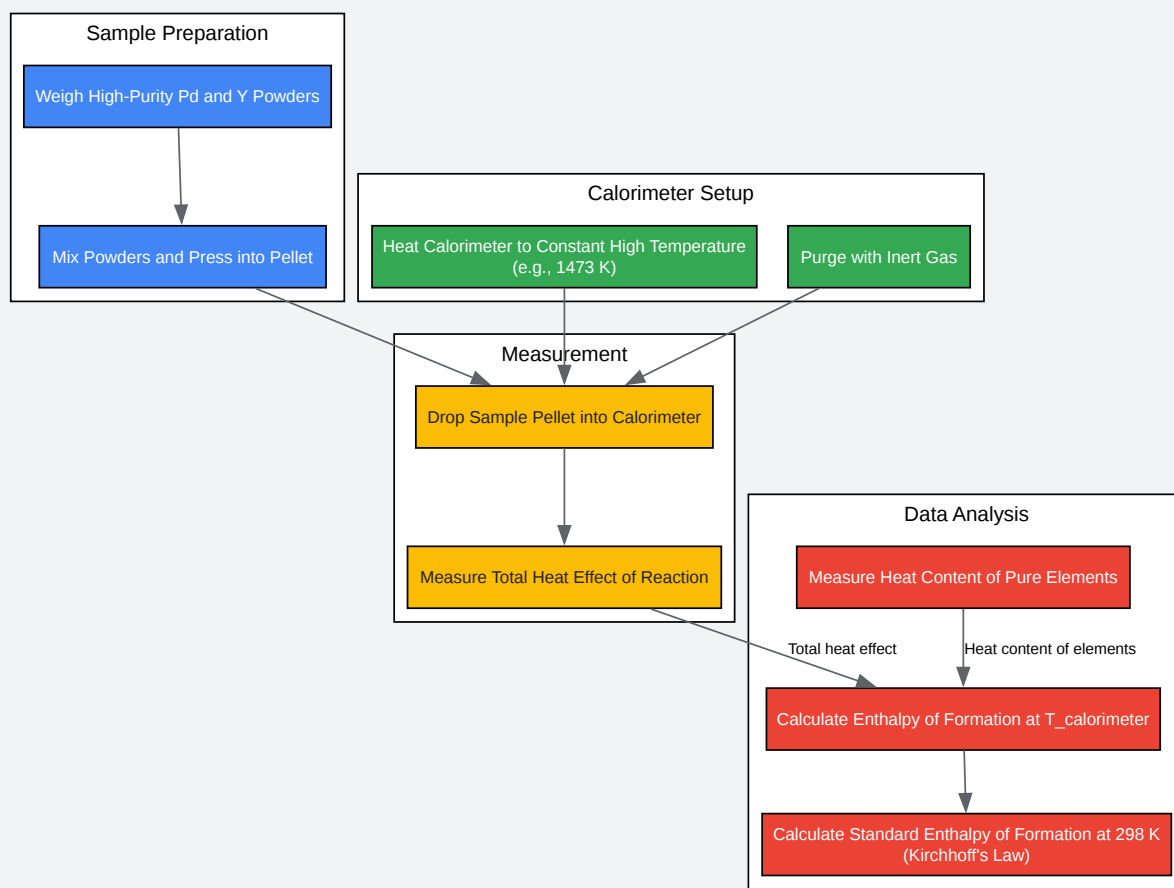 Sample Preparation
Weigh High-Purity Pd and Y Powders
Mix Powders and Press into Pellet
Calorimeter Setup
Heat Calorimeter to Constant High Temperature
(e.g., 1473 K)
Purge with Inert Gas
Measurement
Drop Sample Pellet into Calorimeter
Measure Total Heat Effect of Reaction
Data Analysis
Measure Heat Content of Pure Elements
Total heat effect
Heat content of elements
Calculate Enthalpy of Formation at T_calorimeter
Calculate Standard Enthalpy of Formation at 298 K
(Kirchhoff's Law)